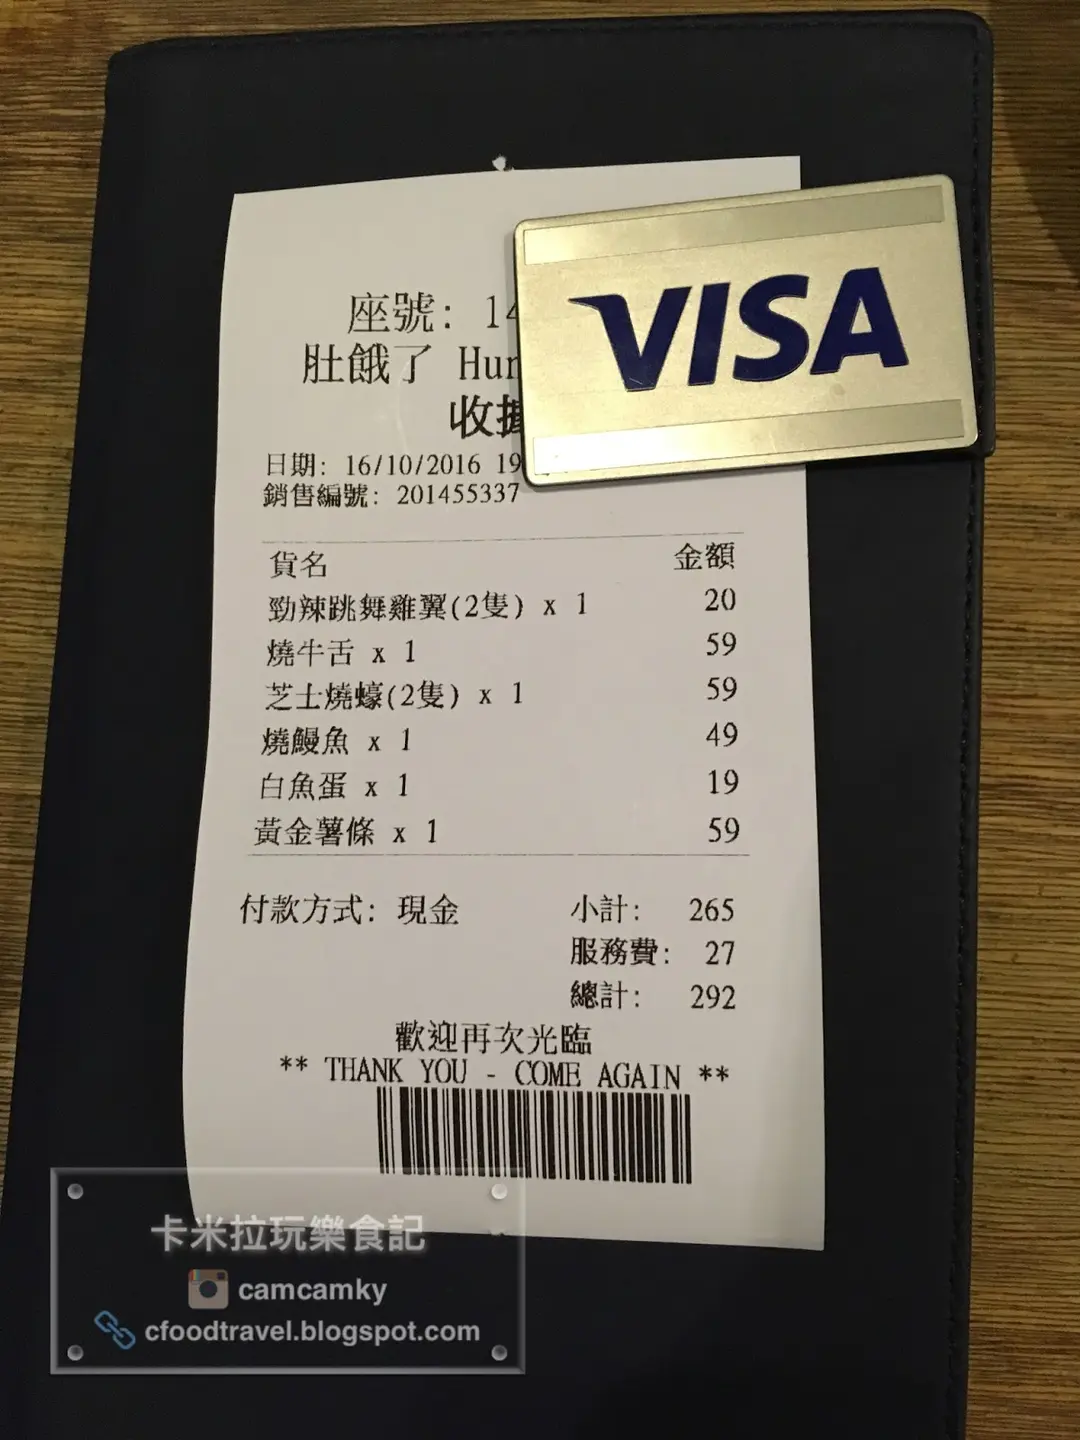 座號: 14
肚餓了 Hun
收據
日期: 16/10/2016 19
銷售編號: 201455337
VISA
貨名 金額
勁辣跳舞雞翼(2隻) x 1 20
燒牛舌 x 1 59
芝士燒蠔(2隻) x 1 59
燒鰻魚 x 1 49
白魚蛋 x 1 19
黃金薯條 x 1 59
付款方式: 現金 小計: 265
服務費: 27
總計: 292
歡迎再次光臨
** THANK YOU - COME AGAIN **
卡米拉玩樂食記
camcamky
cfoodtravel.blogspot.com